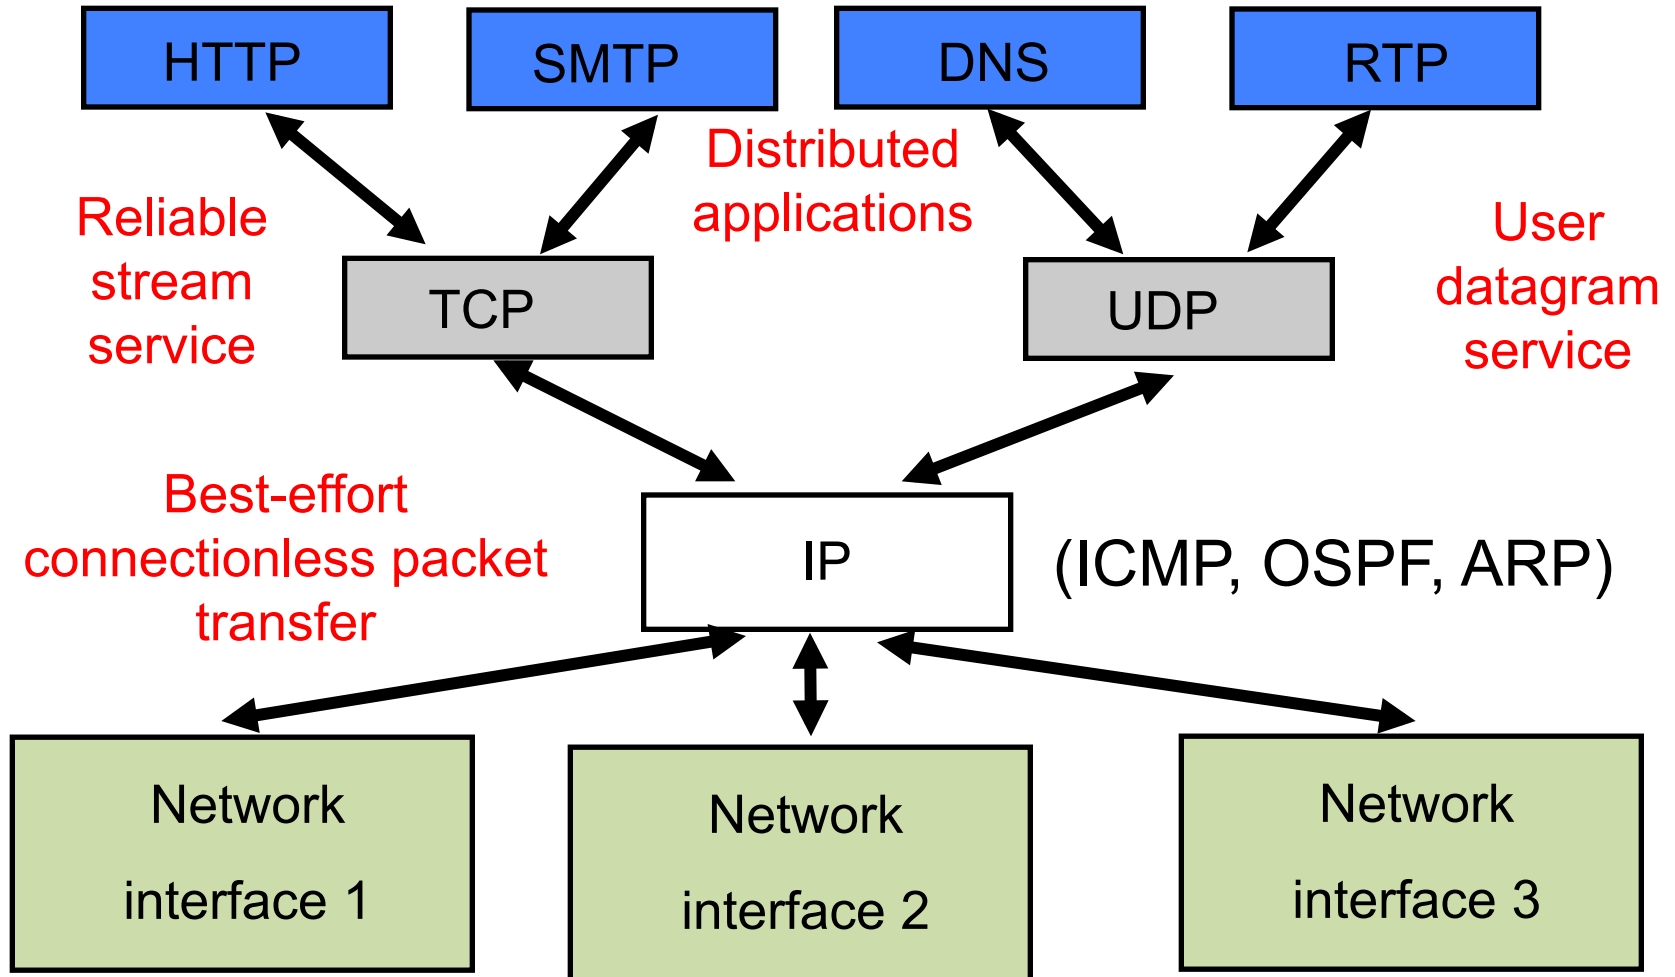 HTTP
SMTP
DNS
RTP
Distributed
applications
Reliable
stream
service
User
datagram
service
TCP
UDP
Best-effort
connectionless packet
transfer
IP
(ICMP, OSPF, ARP)
Network
interface 1
Network
interface 2
Network
interface 3